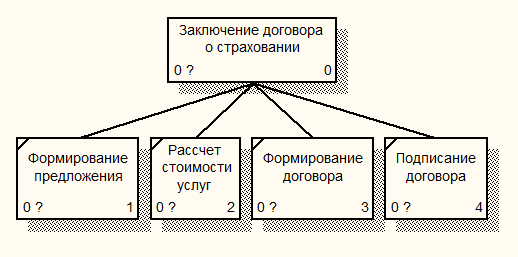 Заключение договора
о страховании
0 ? 0
Формирование
предложения
0 ? 1
Рассчет
стоимости
услуг
0 ? 2
Формирование
договора
0 ? 3
Подписание
договора
0 ? 4